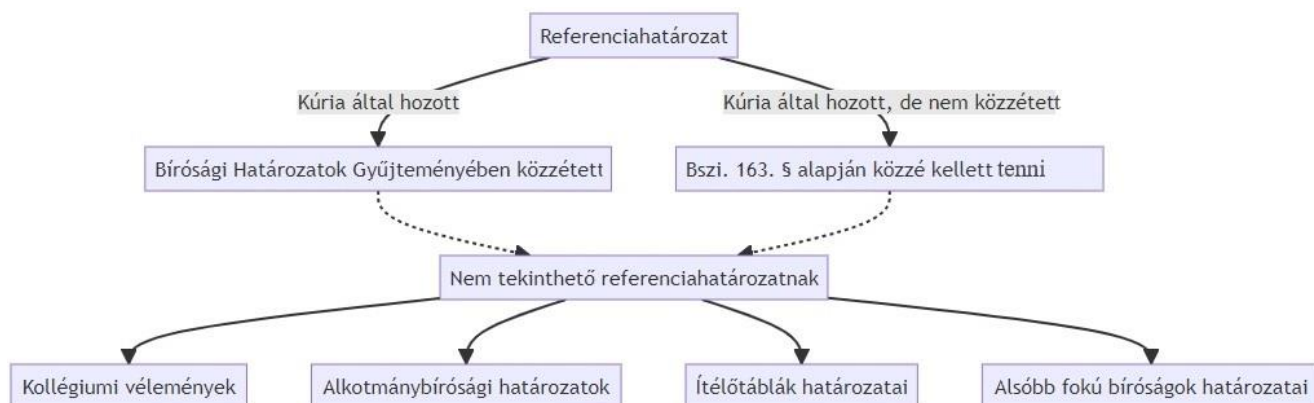 Referenciahatározat
Kúria által hozott
Kúria által hozott, de nem közzétett
Bírósági Határozatok Gyűjteményében közzétett
Bszi. 163. § alapján közzé kellett tenni
Nem tekinthető referenciahatározatnak
Kollégiumi vélemények
Alkotmánybírósági határozatok
Ítélőtáblák határozatai
Alsóbb fokú bíróságok határozatai